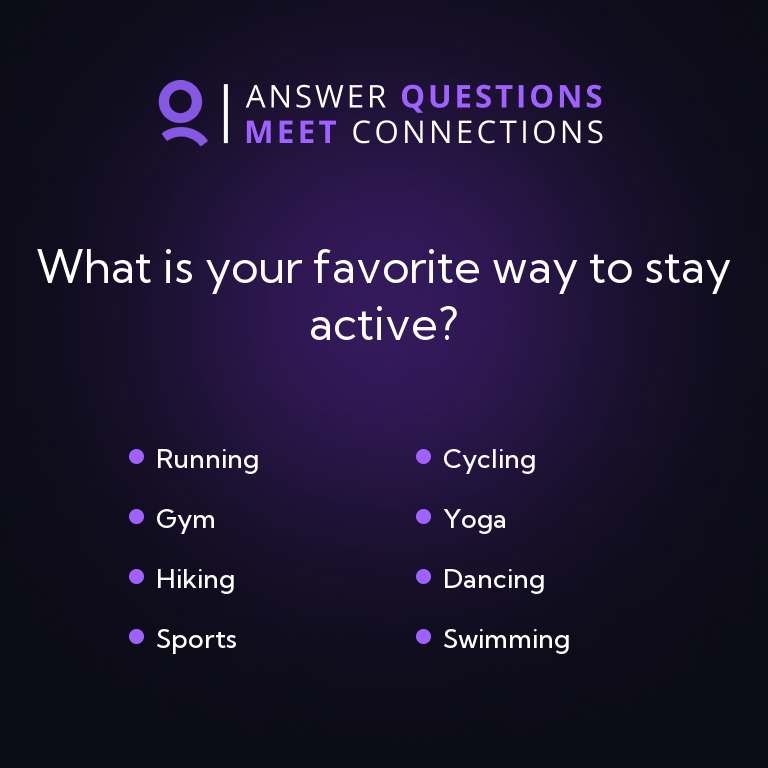 ANSWER QUESTIONS
MEET CONNECTIONS
What is your favorite way to stay
active?
Running
Gym
Hiking
Sports
Cycling
Yoga
Dancing
Swimming